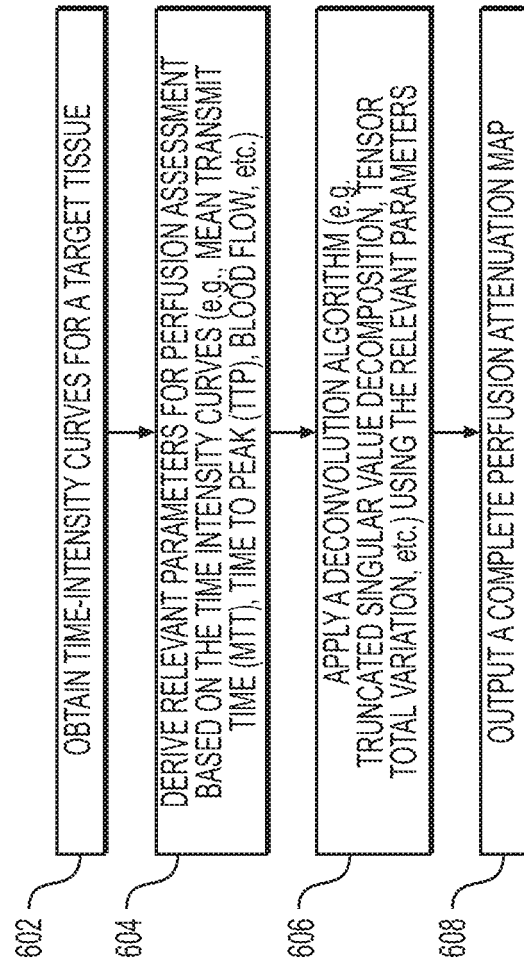 602
OBTAIN TIME-INTENSITY CURVES FOR A TARGET TISSUE
604
DERIVE RELEVANT PARAMETERS FOR PERFUSION ASSESSMENT
BASED ON THE TIME INTENSITY CURVES (e.g., MEAN TRANSMIT
TIME (MTT), TIME TO PEAK (TTP), BLOOD FLOW, etc.)
606
APPLY A DECONVOLUTION ALGORITHM (e.g.
TRUNCATED SINGULAR VALUE DECOMPOSITION, TENSOR
TOTAL VARIATION, etc.) USING THE RELEVANT PARAMETERS
608
OUTPUT A COMPLETE PERFUSION ATTENUATION MAP